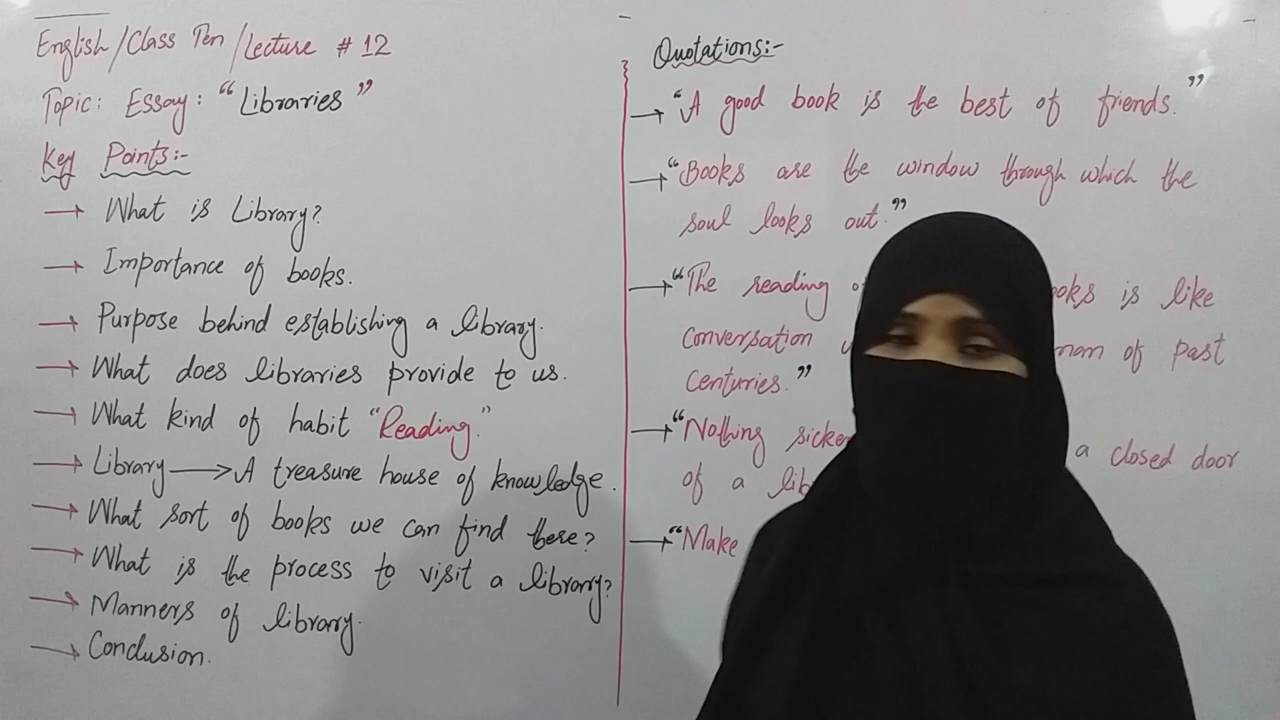 English/Class Ten/Lecture # 12
Topic: Essay: "Libraries"
Key Points:-
→ What is Library?
→ Importance of books.
→ Purpose behind establishing a library.
→ What does libraries provide to us.
→ What kind of habit "Reading."
→ Library → A treasure house of knowledge.
→ What sort of books we can find there?
→ What is the process to visit a library?
→ Manners of library.
→ Conclusion.
Quotations:-
→ "A good book is the best of friends."
→ "Books are the window through which the
soul looks out."
→ "The reading is like
conversation of past
centuries."
→ "Nothing a closed door
of a
→ "Make